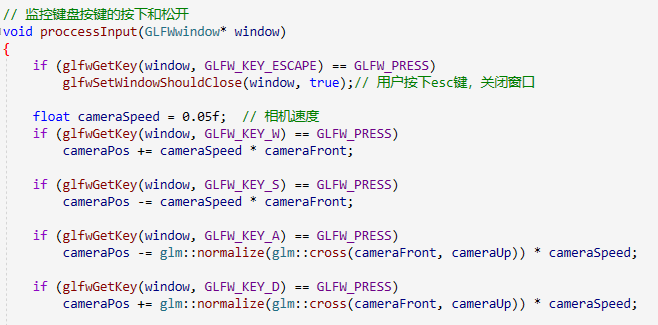 // 监控键盘按键的按下和松开
void proccessInput(GLFWwindow* window)
{
if (glfwGetKey(window, GLFW_KEY_ESCAPE) == GLFW_PRESS)
glfwSetWindowShouldClose(window, true);// 用户按下esc键，关闭窗口
float cameraSpeed = 0.05f;  // 相机速度
if (glfwGetKey(window, GLFW_KEY_W) == GLFW_PRESS)
cameraPos += cameraSpeed * cameraFront;
if (glfwGetKey(window, GLFW_KEY_S) == GLFW_PRESS)
cameraPos -= cameraSpeed * cameraFront;
if (glfwGetKey(window, GLFW_KEY_A) == GLFW_PRESS)
cameraPos -= glm::normalize(glm::cross(cameraFront, cameraUp)) * cameraSpeed;
if (glfwGetKey(window, GLFW_KEY_D) == GLFW_PRESS)
cameraPos += glm::normalize(glm::cross(cameraFront, cameraUp)) * cameraSpeed;